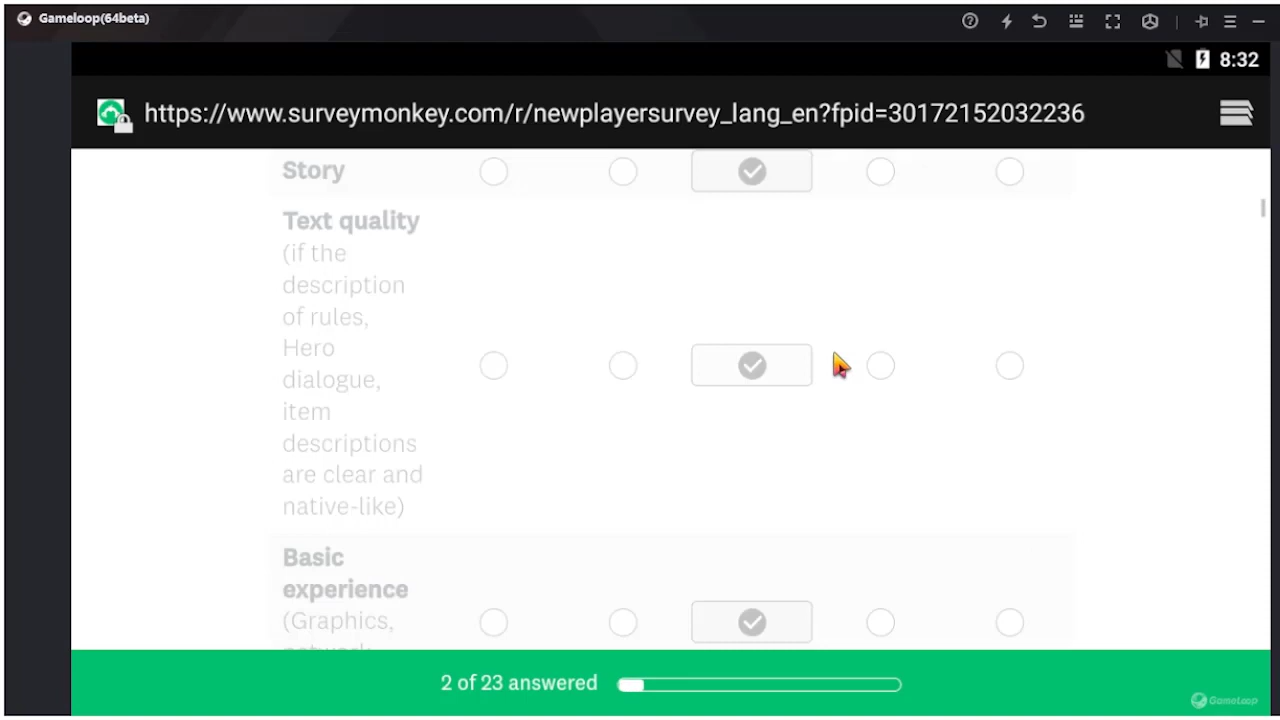 Gameloop(64beta)
8:32
https://www.surveymonkey.com/r/newplayersurvey_lang_en?fpid=30172152032236
Story
Text quality
(if the
description
of rules,
Hero
dialogue,
item
descriptions
are clear and
native-like)
Basic
experience
(Graphics,
2 of 23 answered
GameLoop